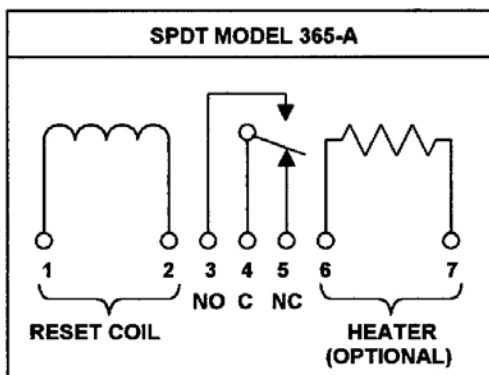 SPDT MODEL 365-A
1 2 3 4 5 6 7
NO C NC
RESET COIL HEATER
(OPTIONAL)